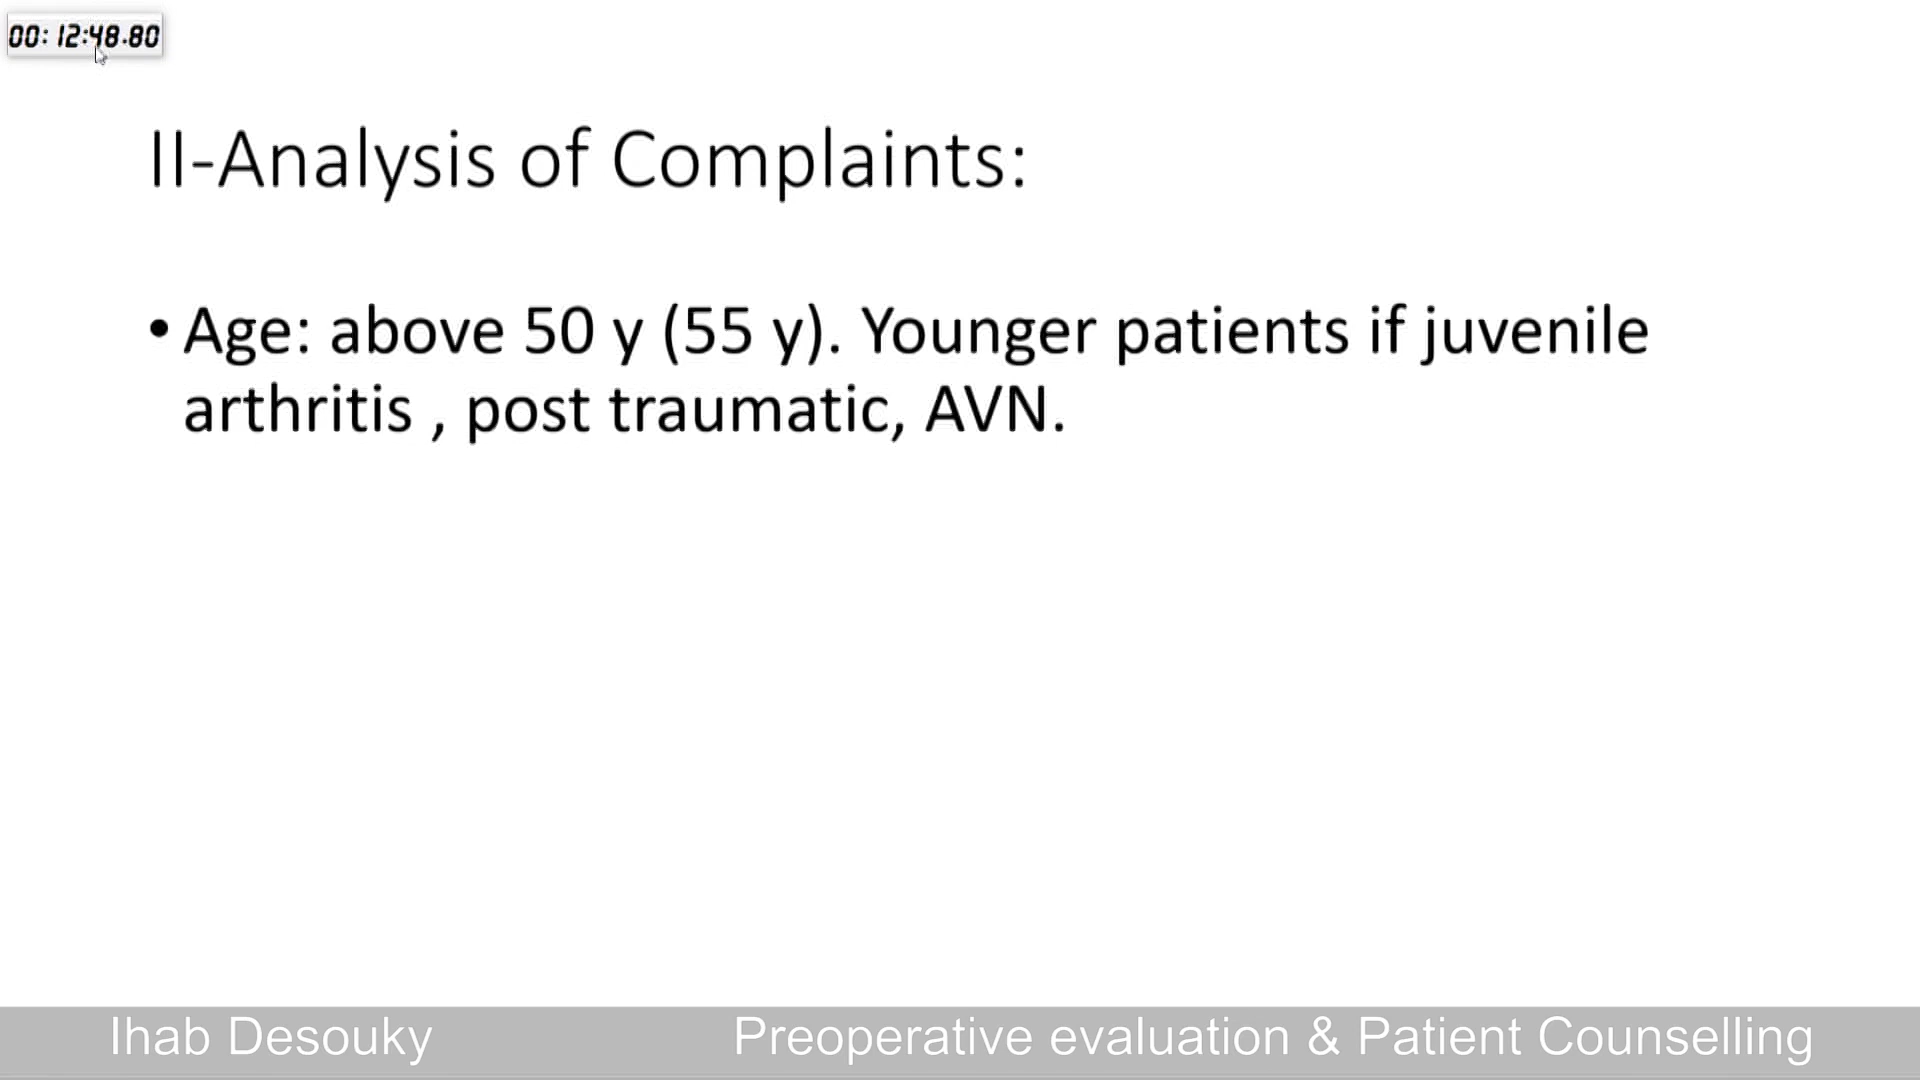 00:12:48.80
II-Analysis of Complaints:
• Age: above 50 y (55 y). Younger patients if juvenile
arthritis , post traumatic, AVN.
Ihab Desouky
Preoperative evaluation & Patient Counselling